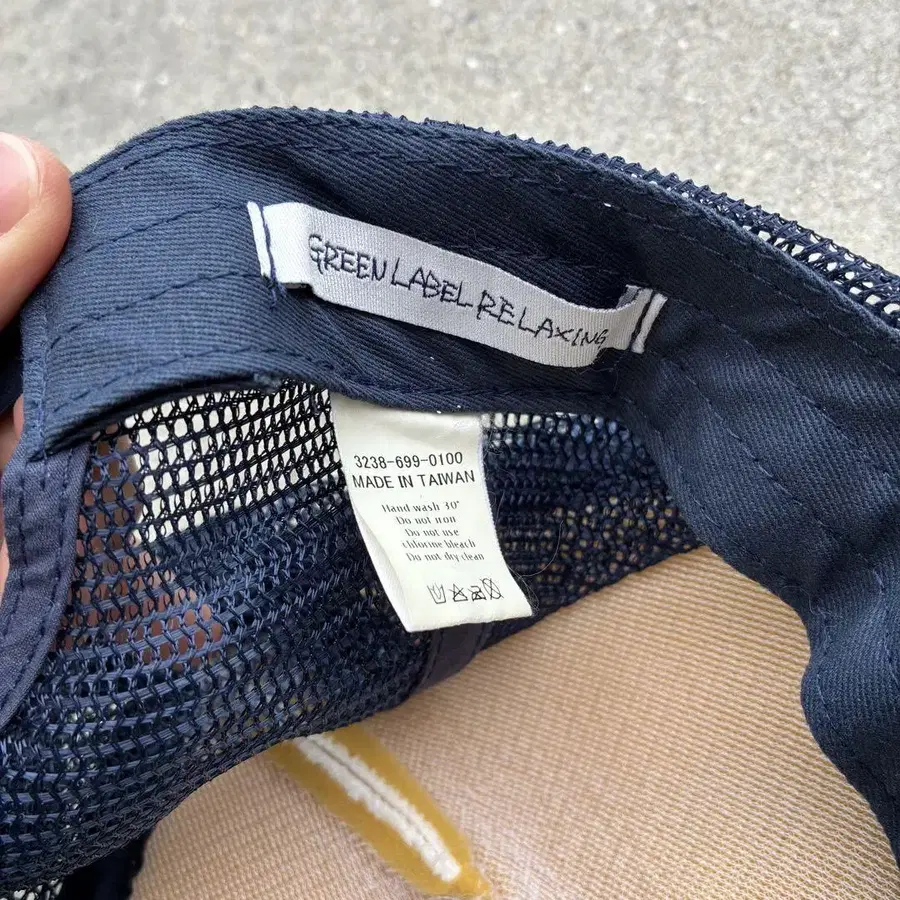 GREEN LABEL RELAXING
3238-699-0100
MADE IN TAIWAN
Hand wash 30°
Do not iron
Do not use
chlorine bleach
Do not dry clean